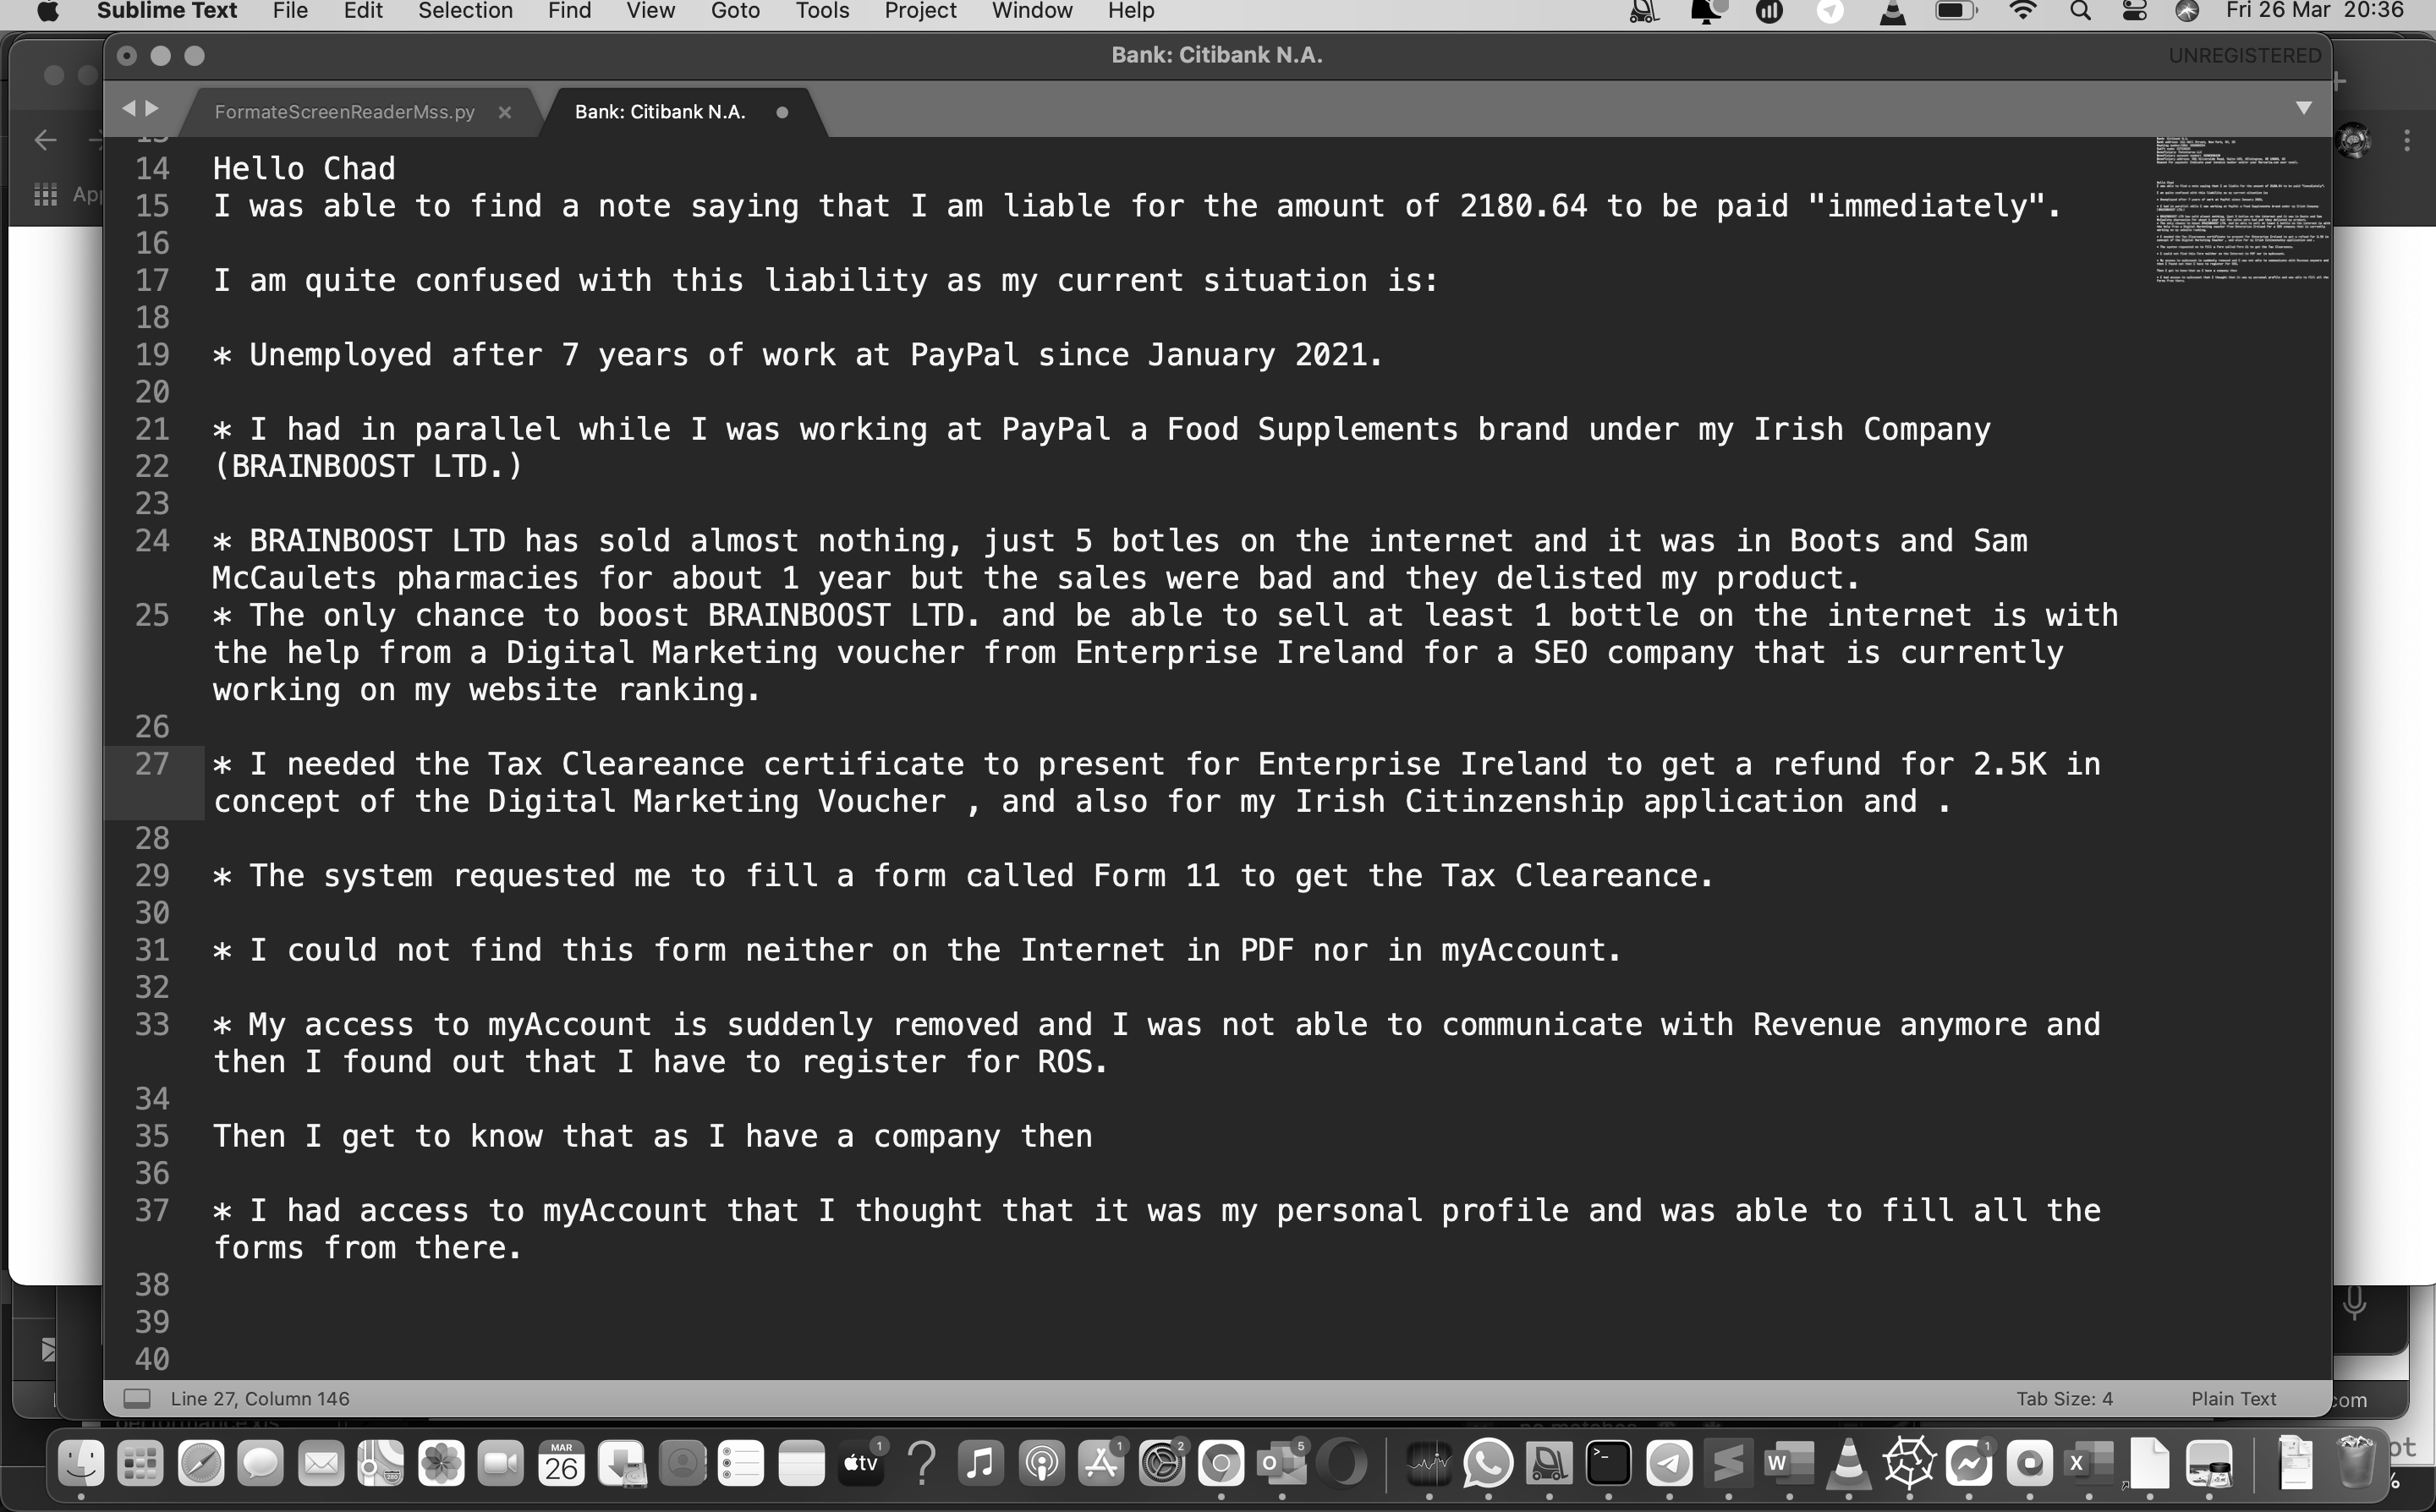 Sublime Text File Edit Selection Find View Goto Tools Project Window Help Fri 26 Mar 20:36
Bank: Citibank N.A. UNREGISTERED
FormateScreenReaderMss.py Bank: Citibank N.A.
App
14 Hello Chad
15 I was able to find a note saying that I am liable for the amount of 2180.64 to be paid "immediately".
16
17 I am quite confused with this liability as my current situation is:
18
19 * Unemployed after 7 years of work at PayPal since January 2021.
20
21 * I had in parallel while I was working at PayPal a Food Supplements brand under my Irish Company
22 (BRAINBOOST LTD.)
23
24 * BRAINBOOST LTD has sold almost nothing, just 5 botles on the internet and it was in Boots and Sam
McCaulets pharmacies for about 1 year but the sales were bad and they delisted my product.
25 * The only chance to boost BRAINBOOST LTD. and be able to sell at least 1 bottle on the internet is with
the help from a Digital Marketing voucher from Enterprise Ireland for a SEO company that is currently
working on my website ranking.
26
27 * I needed the Tax Cleareance certificate to present for Enterprise Ireland to get a refund for 2.5K in
concept of the Digital Marketing Voucher , and also for my Irish Citinzenship application and .
28
29 * The system requested me to fill a form called Form 11 to get the Tax Cleareance.
30
31 * I could not find this form neither on the Internet in PDF nor in myAccount.
32
33 * My access to myAccount is suddenly removed and I was not able to communicate with Revenue anymore and
then I found out that I have to register for ROS.
34
35 Then I get to know that as I have a company then
36
37 * I had access to myAccount that I thought that it was my personal profile and was able to fill all the
forms from there.
38
39
40
Line 27, Column 146 Tab Size: 4 Plain Text com
MAR
26
tv 1 1 2 5 1